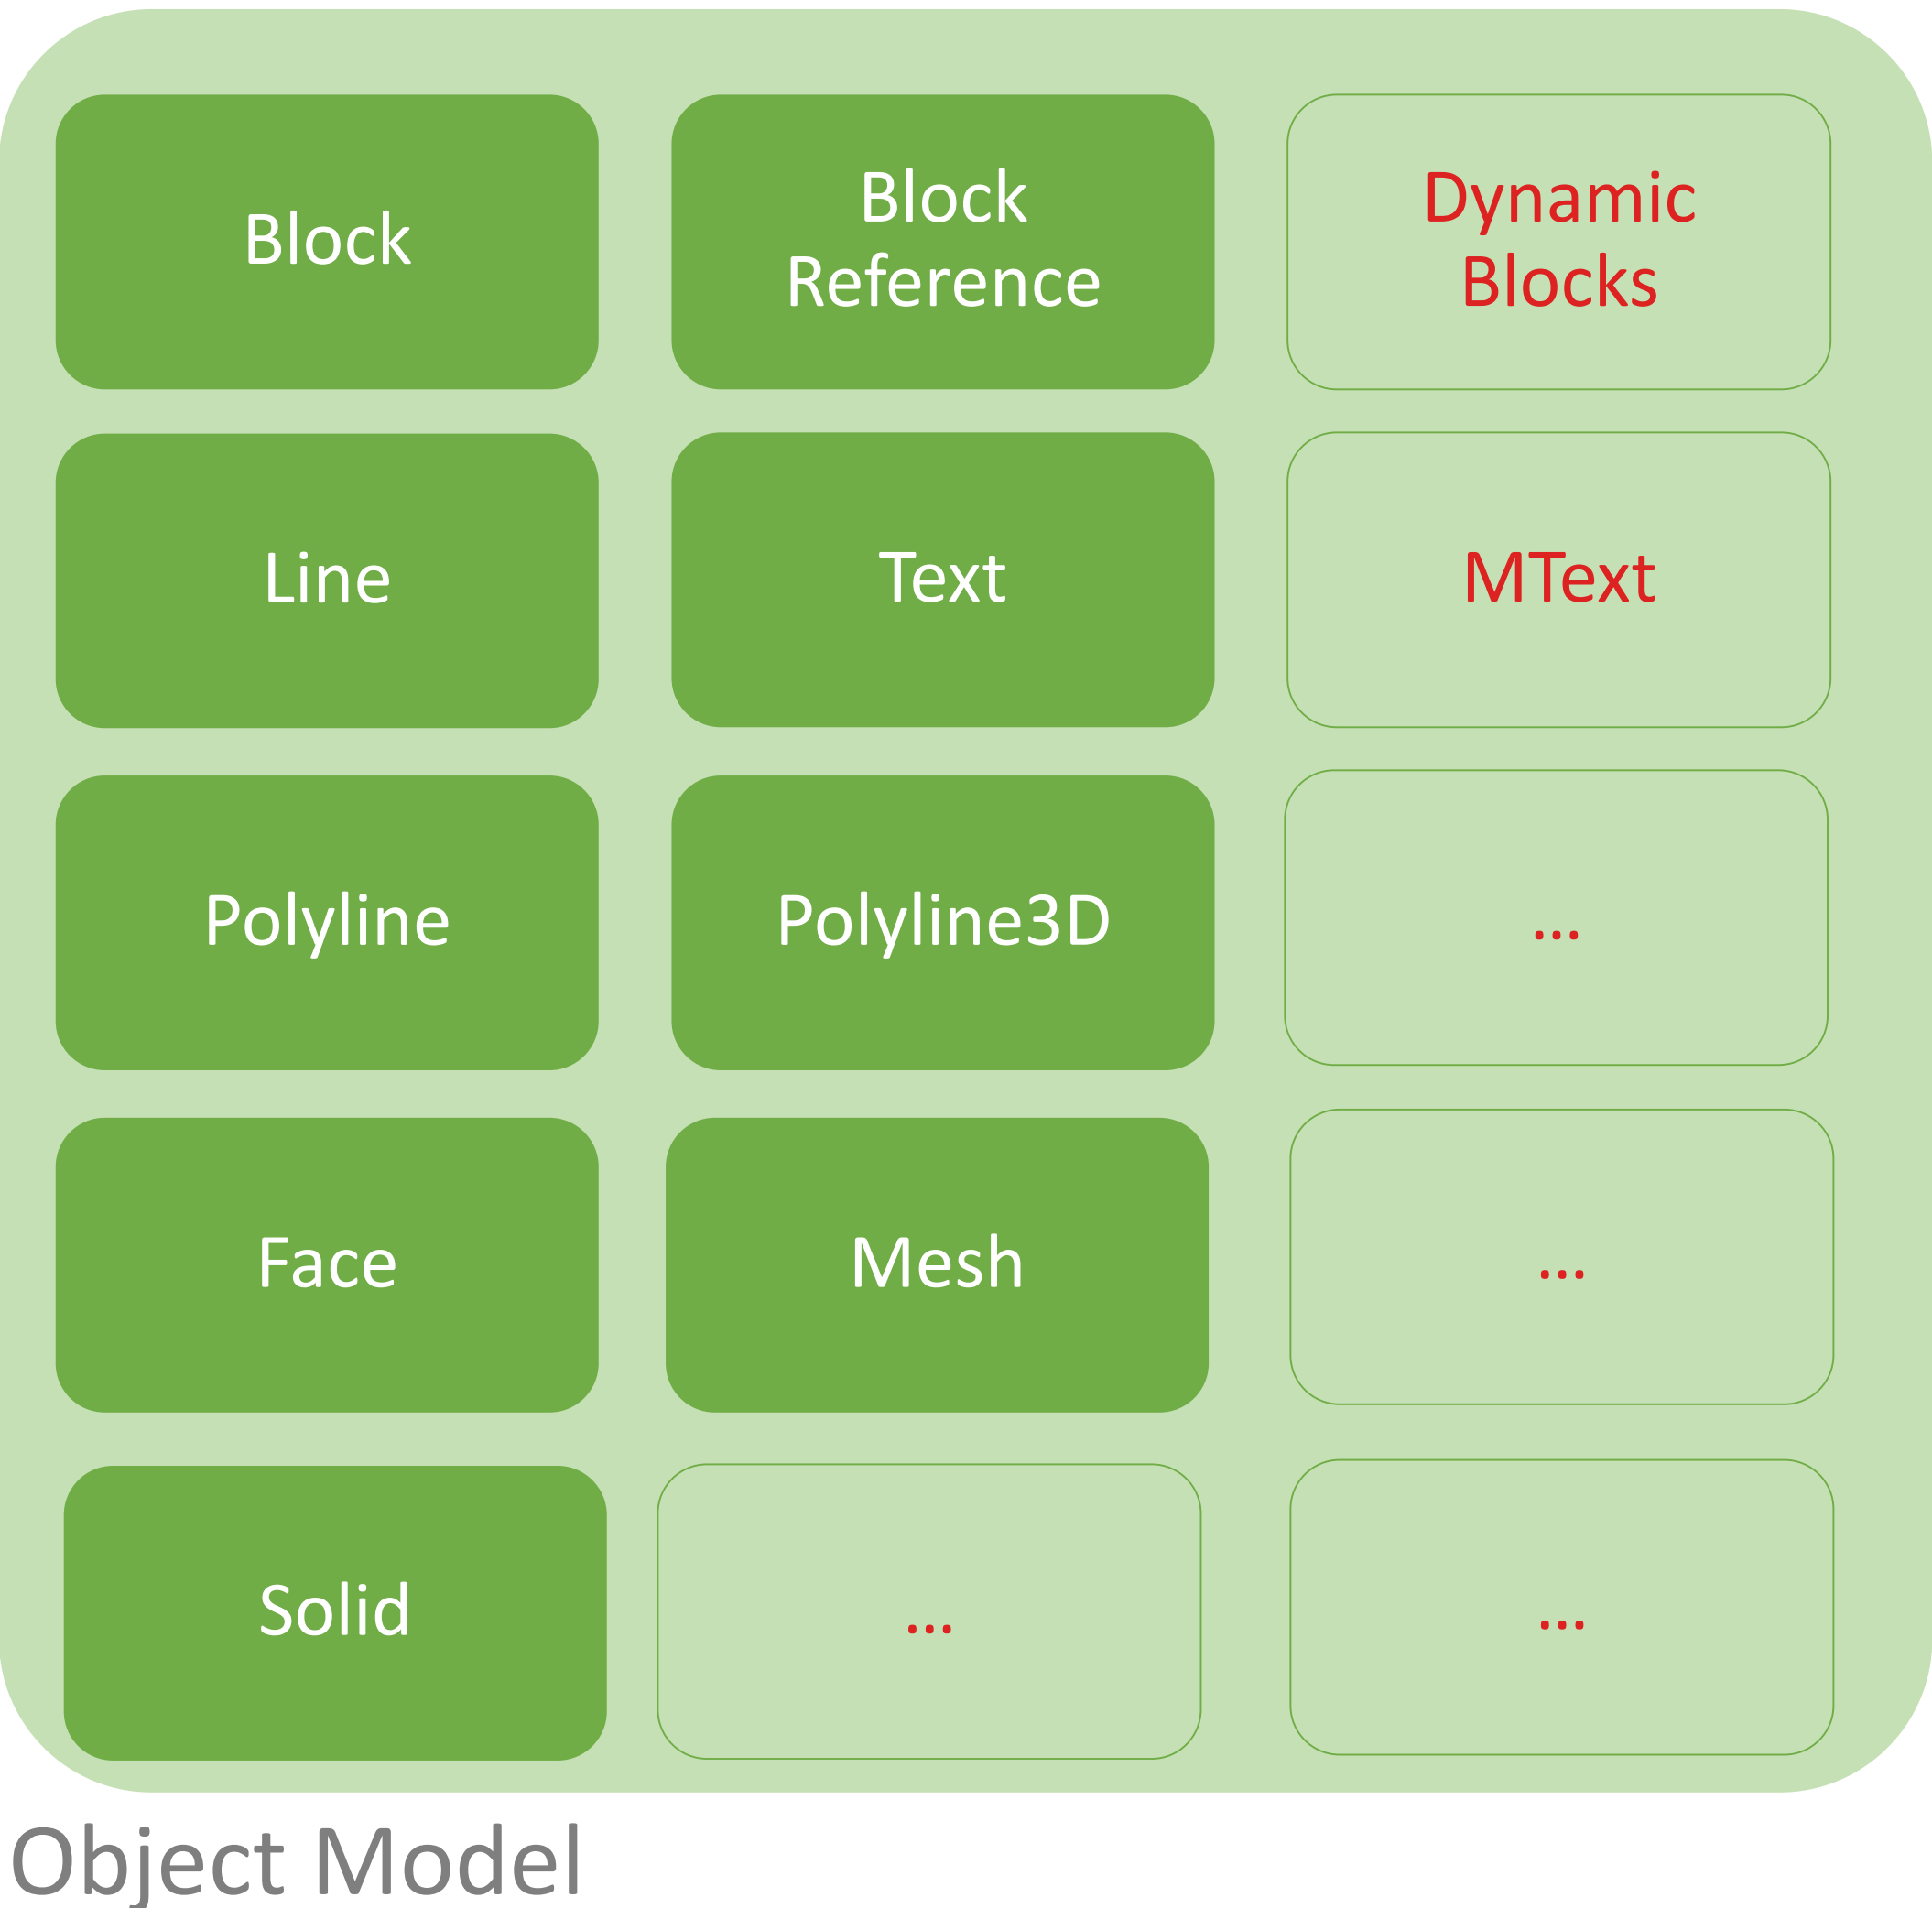 Block
Block
Reference
Dynamic
Blocks
Line
Text
MText
Polyline
Polyline3D
...
Face
Mesh
...
Solid
...
...
Object Model